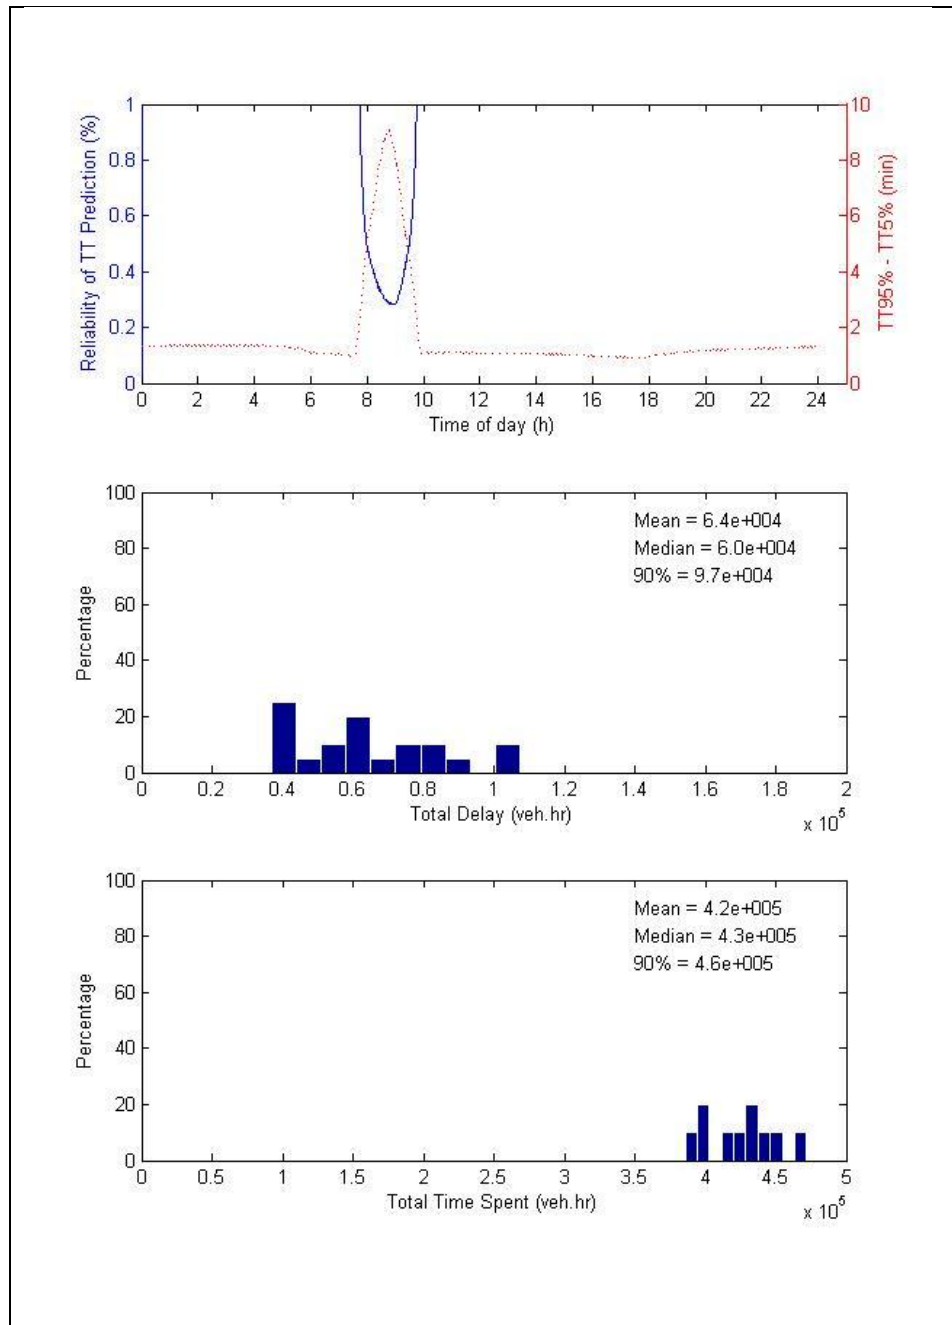 Reliability of TT Prediction (%)
1
0.8
0.6
0.4
0.2
0
10
8
6
4
2
0
TT95% - TT5% (min)
0 2 4 6 8 10 12 14 16 18 20 22 24
Time of day (h)
Percentage
100
80
60
40
20
0
Mean = 6.4e+004
Median = 6.0e+004
90% = 9.7e+004
0 0.2 0.4 0.6 0.8 1 1.2 1.4 1.6 1.8 2
Total Delay (veh.hr)
x 10^5
Percentage
100
80
60
40
20
0
Mean = 4.2e+005
Median = 4.3e+005
90% = 4.6e+005
0 0.5 1 1.5 2 2.5 3 3.5 4 4.5 5
Total Time Spent (veh.hr)
x 10^5